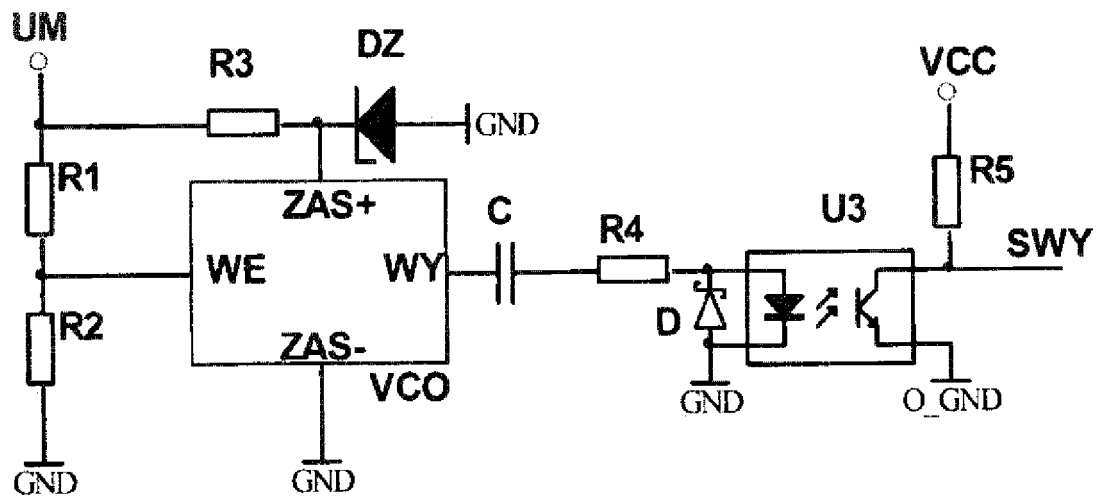 UM
R3
DZ
VCC
GND
R1
R5
ZAS+
C
R4
U3
SWY
WE
WY
R2
D
ZAS-
VCO
GND
O_GND
GND
GND